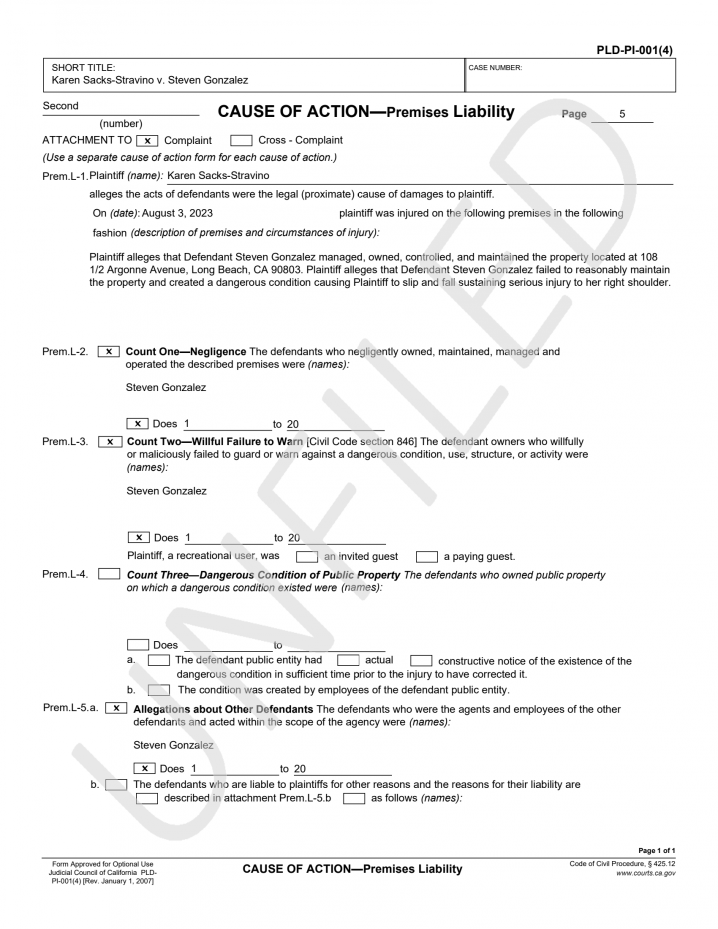 PLD-PI-001(4)
SHORT TITLE:
Karen Sacks-Stravino v. Steven Gonzalez
CASE NUMBER:
Second
(number)
CAUSE OF ACTION—Premises Liability
Page 5
ATTACHMENT TO x Complaint Cross - Complaint
(Use a separate cause of action form for each cause of action.)
Prem.L-1. Plaintiff (name): Karen Sacks-Stravino
alleges the acts of defendants were the legal (proximate) cause of damages to plaintiff.
On (date): August 3, 2023 plaintiff was injured on the following premises in the following
fashion (description of premises and circumstances of injury):
Plaintiff alleges that Defendant Steven Gonzalez managed, owned, controlled, and maintained the property located at 108
1/2 Argonne Avenue, Long Beach, CA 90803. Plaintiff alleges that Defendant Steven Gonzalez failed to reasonably maintain
the property and created a dangerous condition causing Plaintiff to slip and fall sustaining serious injury to her right shoulder.
Prem.L-2. x Count One—Negligence The defendants who negligently owned, maintained, managed and
operated the described premises were (names):
Steven Gonzalez
x Does 1 to 20
Prem.L-3. x Count Two—Willful Failure to Warn [Civil Code section 846] The defendant owners who willfully
or maliciously failed to guard or warn against a dangerous condition, use, structure, or activity were
(names):
Steven Gonzalez
x Does 1 to 20
Plaintiff, a recreational user, was an invited guest a paying guest.
Prem.L-4. Count Three—Dangerous Condition of Public Property The defendants who owned public property
on which a dangerous condition existed were (names):
Does to
a. The defendant public entity had actual constructive notice of the existence of the
dangerous condition in sufficient time prior to the injury to have corrected it.
b. The condition was created by employees of the defendant public entity.
Prem.L-5.a. x Allegations about Other Defendants The defendants who were the agents and employees of the other
defendants and acted within the scope of the agency were (names):
Steven Gonzalez
x Does 1 to 20
b. The defendants who are liable to plaintiffs for other reasons and the reasons for their liability are
described in attachment Prem.L-5.b as follows (names):
UNFILED
Page 1 of 1
Form Approved for Optional Use
Judicial Council of California PLD-
PI-001(4) [Rev. January 1, 2007]
CAUSE OF ACTION—Premises Liability
Code of Civil Procedure, § 425.12
www.courts.ca.gov